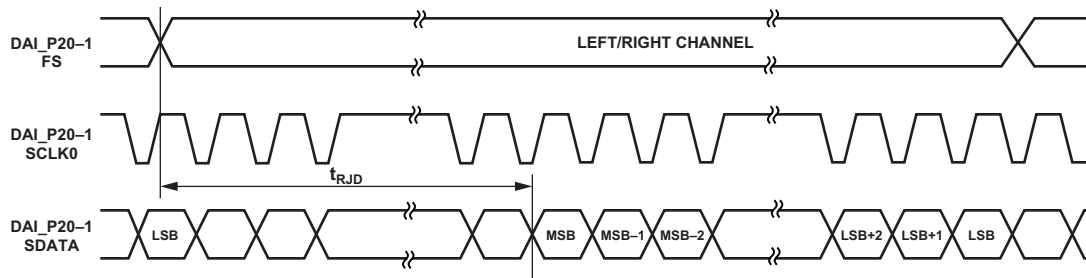 DAI_P20–1
FS
LEFT/RIGHT CHANNEL
DAI_P20–1
SCLK0
tRJD
DAI_P20–1
SDATA
LSB
MSB
MSB–1
MSB–2
LSB+2
LSB+1
LSB